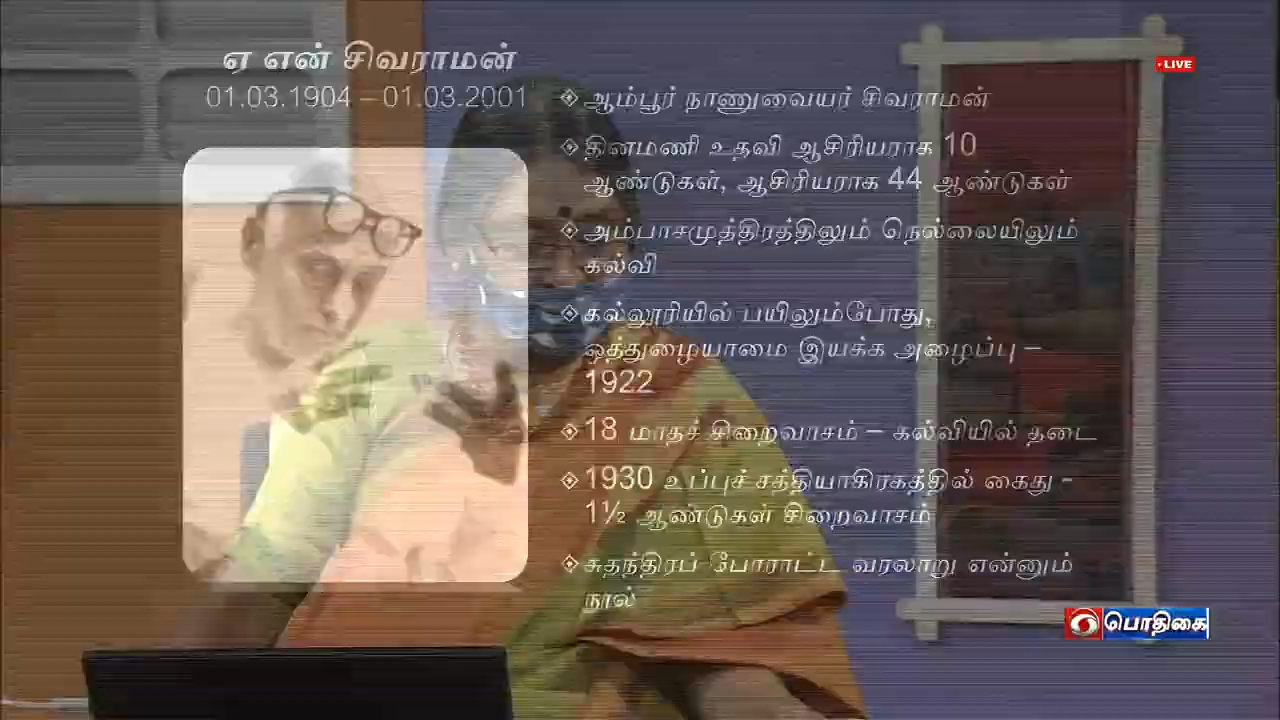 ஏ என் சிவராமன்
01.03.1904 – 01.03.2001
LIVE
ஆம்பூர் நாணுவையர் சிவராமன்
தினமணி உதவி ஆசிரியராக 10
ஆண்டுகள், ஆசிரியராக 44 ஆண்டுகள்
அம்பாசமுத்திரத்திலும் நெல்லையிலும்
கல்வி
கல்லூரியில் பயிலும்போது,
ஒத்துழையாமை இயக்க அழைப்பு –
1922
18 மாதச் சிறைவாசம் – கல்வியில் தடை
1930 உப்புச் சத்தியாகிரகத்தில் கைது -
1½ ஆண்டுகள் சிறைவாசம்
சுதந்திரப் போராட்ட வரலாறு என்னும்
நூல்
பொதிகை